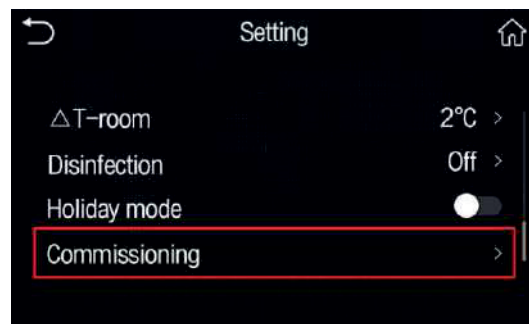 Setting
△T-room 2°C >
Disinfection Off >
Holiday mode
Commissioning >